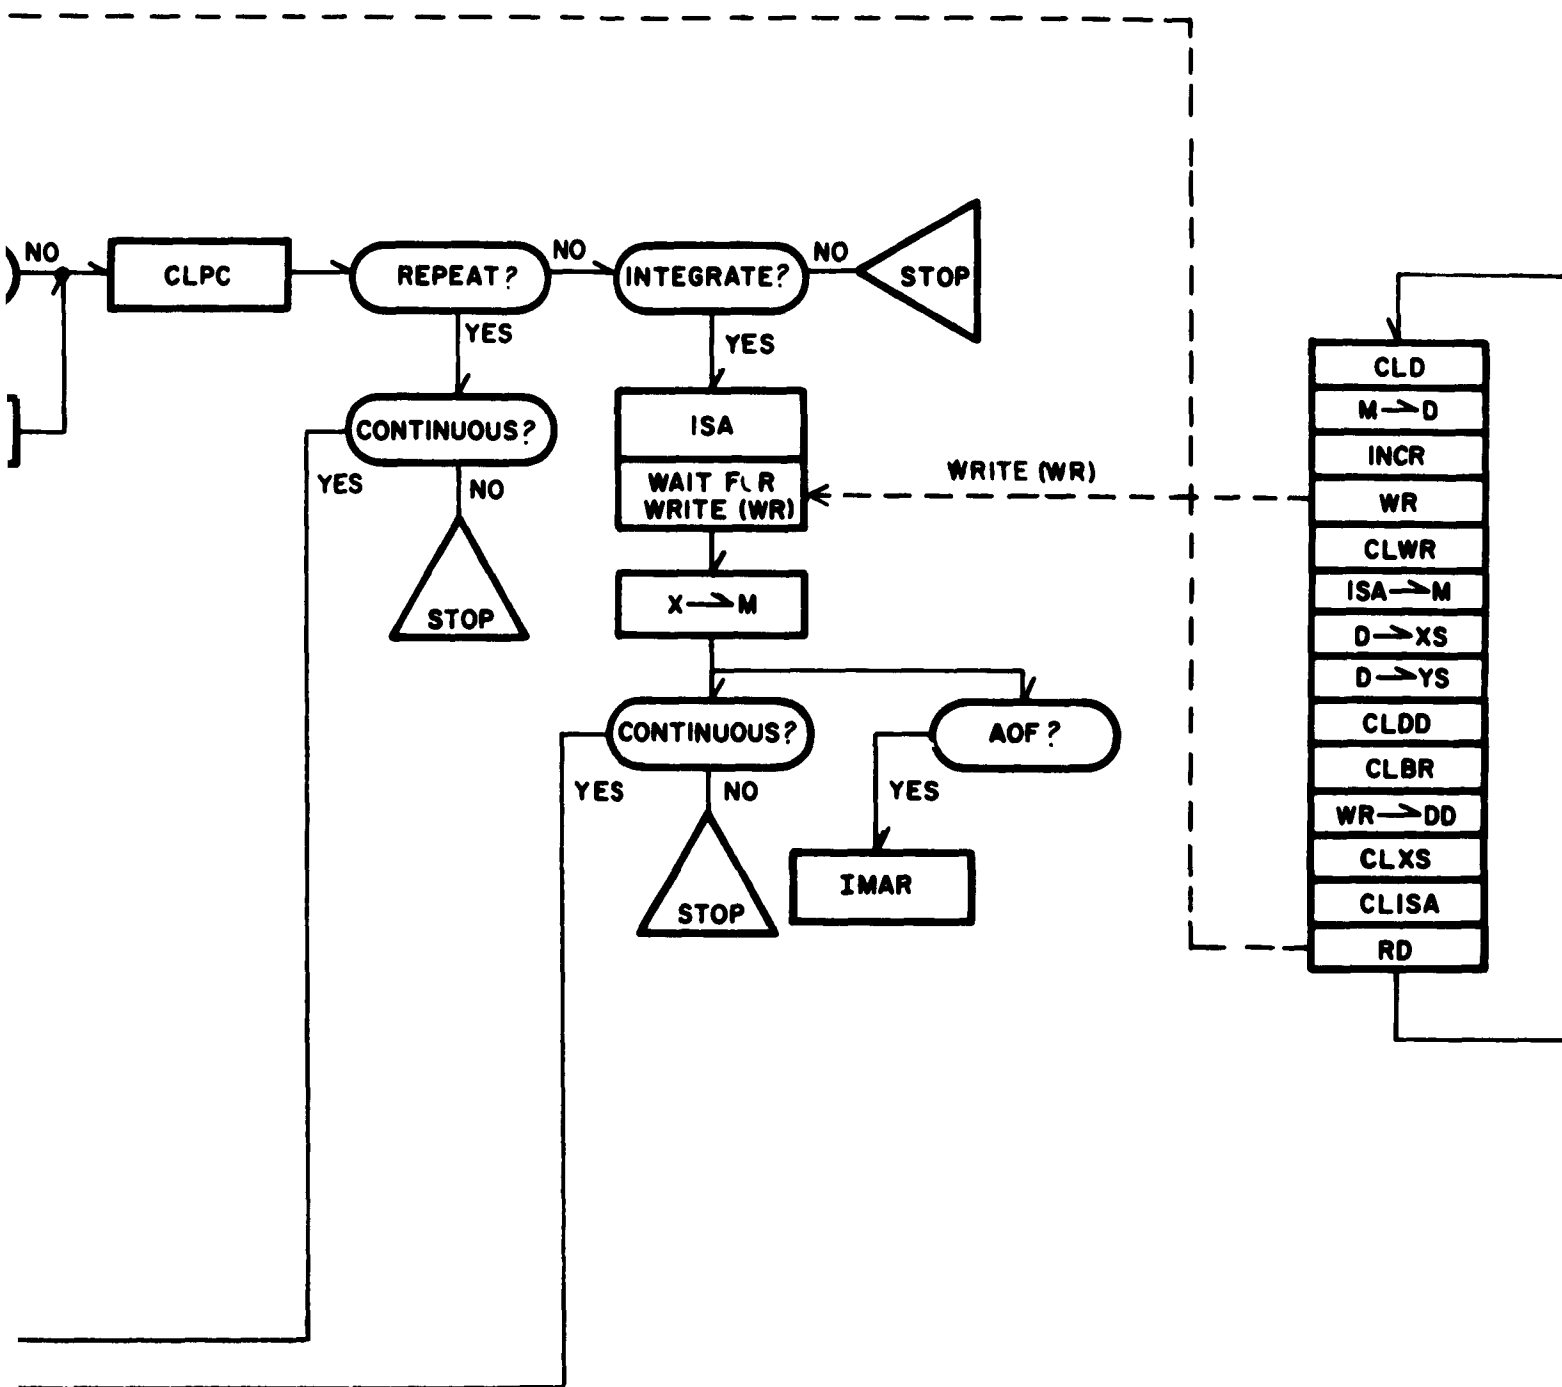 NO
CLPC
REPEAT?
NO
INTEGRATE?
NO
STOP
YES
YES
CONTINUOUS?
YES
NO
STOP
ISA
WAIT FOR
WRITE (WR)
WRITE (WR)
X→M
CONTINUOUS?
YES
NO
STOP
AOF?
YES
IMAR
CLD
M→D
INCR
WR
CLWR
ISA→M
D→XS
D→YS
CLDD
CLBR
WR→DD
CLXS
CLISA
RD